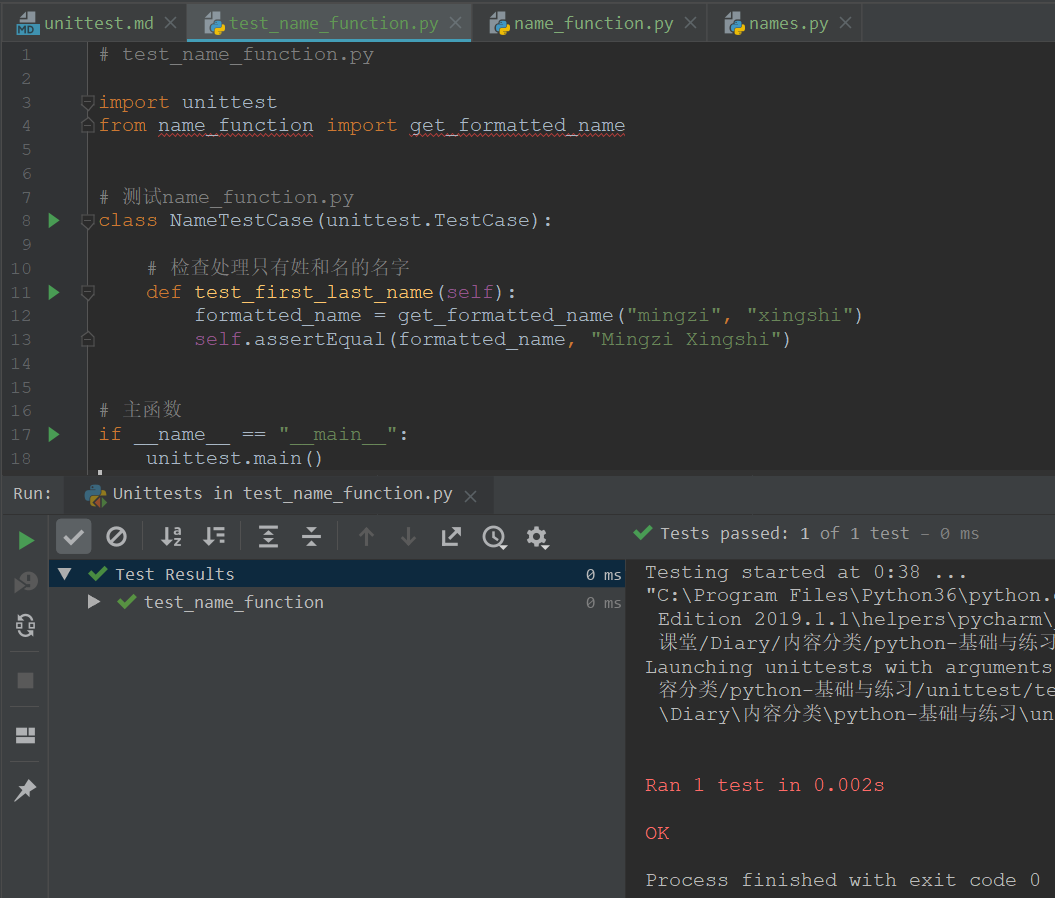 unittest.md test_name_function.py name_function.py names.py
1 # test_name_function.py
2
3 import unittest
4 from name_function import get_formatted_name
5
6
7 # 测试name_function.py
8 class NameTestCase(unittest.TestCase):
9
10 # 检查处理只有姓和名的名字
11 def test_first_last_name(self):
12 formatted_name = get_formatted_name("mingzi", "xingshi")
13 self.assertEqual(formatted_name, "Mingzi Xingshi")
14
15
16 # 主函数
17 if __name__ == "__main__":
18 unittest.main()
Run: Unittests in test_name_function.py
Tests passed: 1 of 1 test – 0 ms
Test Results 0 ms
test_name_function 0 ms
Testing started at 0:38 ...
"C:\Program Files\Python36\python.
Edition 2019.1.1\helpers\pycharm\
课堂/Diary/内容分类/python-基础与练习
Launching unittests with arguments
容分类/python-基础与练习/unittest/te
\Diary\内容分类\python-基础与练习\un
Ran 1 test in 0.002s
OK
Process finished with exit code 0